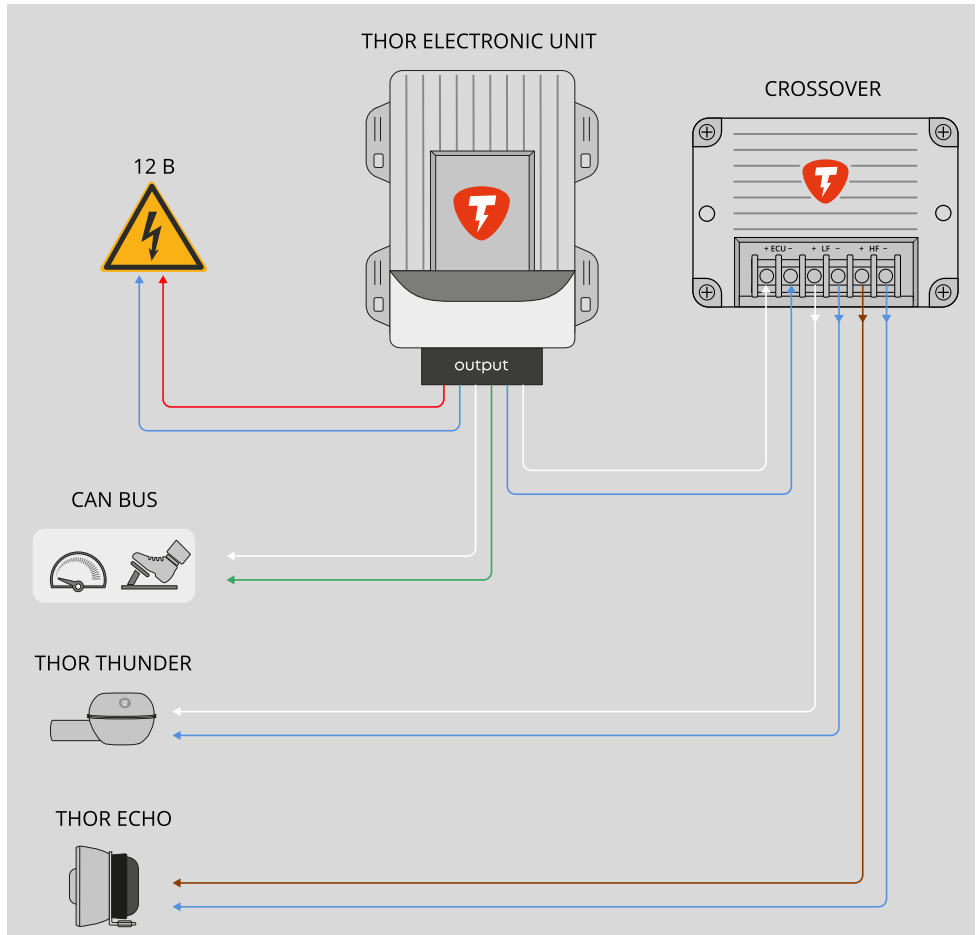 THOR ELECTRONIC UNIT
CROSSOVER
12 В
+ ECU − + LF − + HF −
output
CAN BUS
THOR THUNDER
THOR ECHO